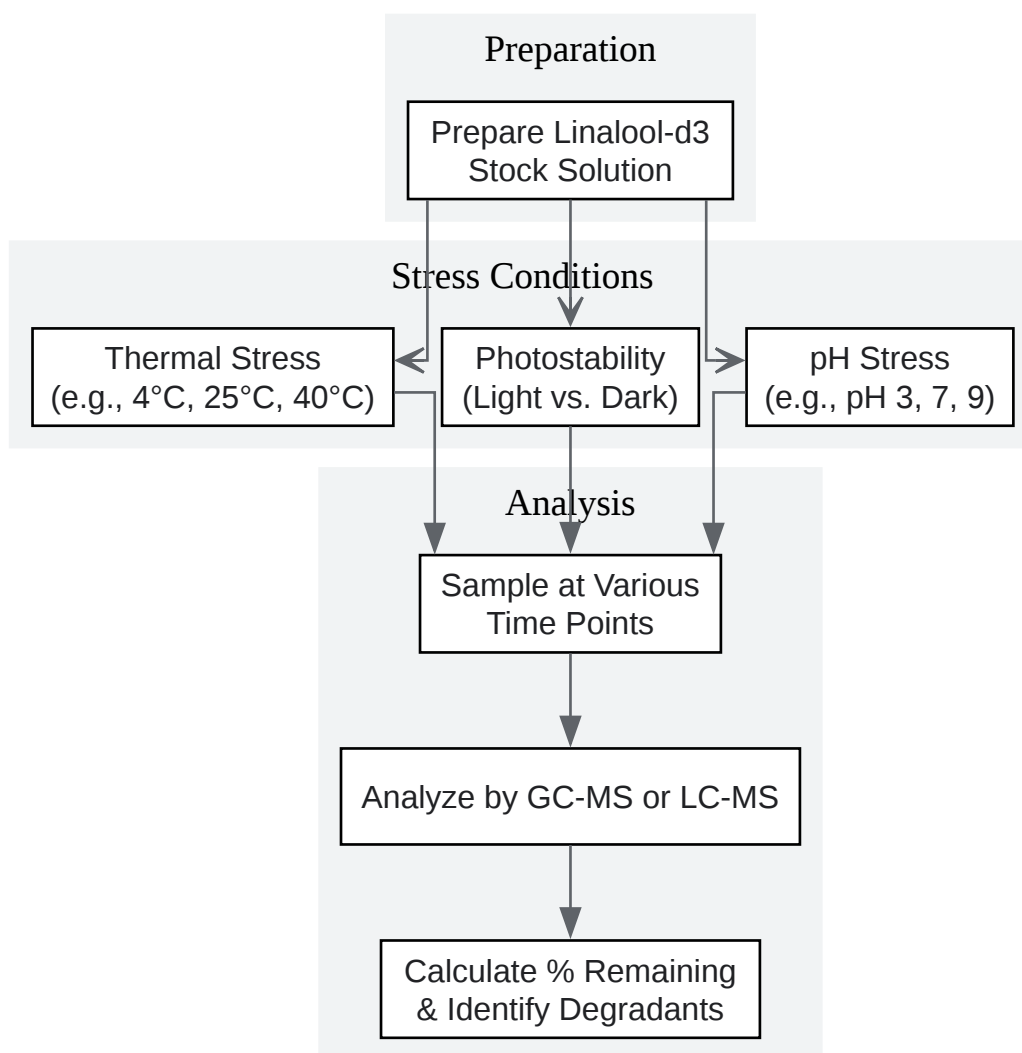 Preparation
Prepare Linalool-d3
Stock Solution
Stress Conditions
Thermal Stress
(e.g., 4°C, 25°C, 40°C)
Photostability
(Light vs. Dark)
pH Stress
(e.g., pH 3, 7, 9)
Analysis
Sample at Various
Time Points
Analyze by GC-MS or LC-MS
Calculate % Remaining
& Identify Degradants